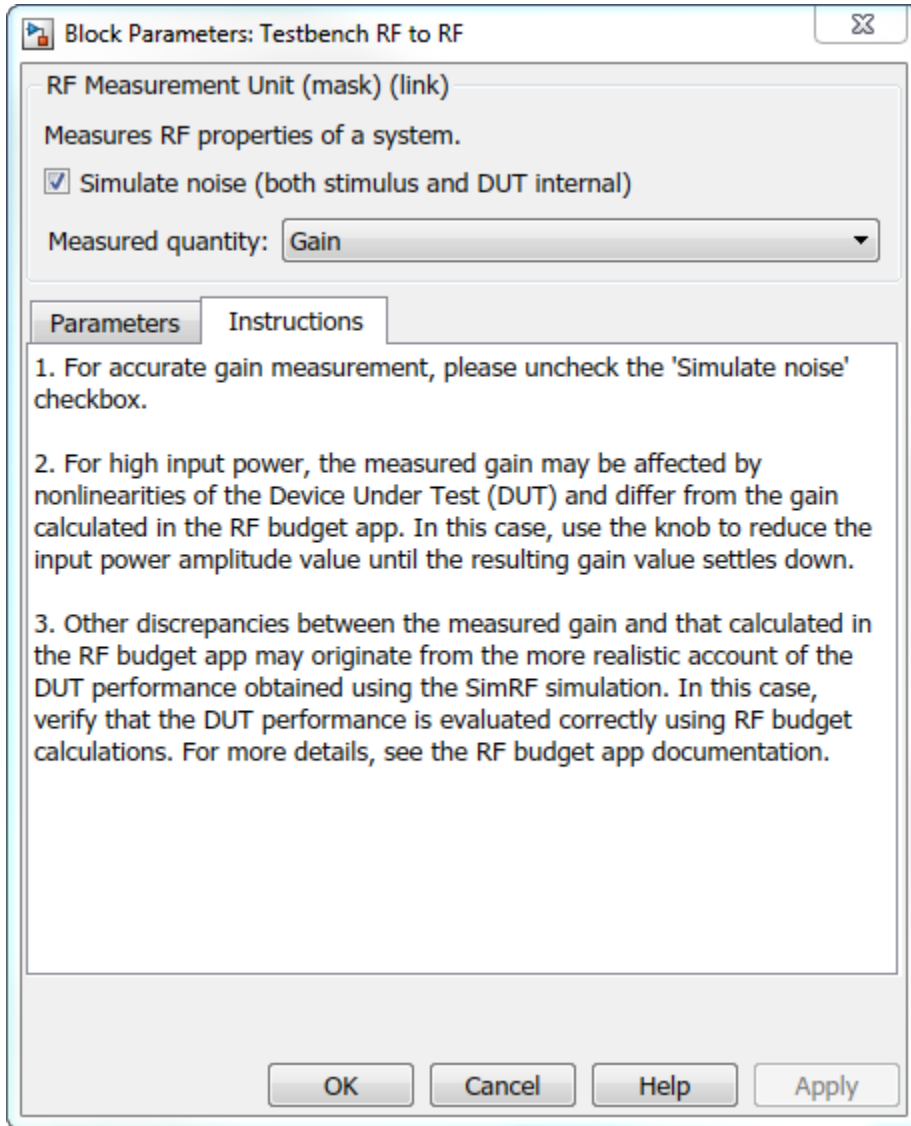 Block Parameters: Testbench RF to RF
RF Measurement Unit (mask) (link)
Measures RF properties of a system.
Simulate noise (both stimulus and DUT internal)
Measured quantity: Gain
Parameters Instructions
1. For accurate gain measurement, please uncheck the 'Simulate noise'
checkbox.
2. For high input power, the measured gain may be affected by
nonlinearities of the Device Under Test (DUT) and differ from the gain
calculated in the RF budget app. In this case, use the knob to reduce the
input power amplitude value until the resulting gain value settles down.
3. Other discrepancies between the measured gain and that calculated in
the RF budget app may originate from the more realistic account of the
DUT performance obtained using the SimRF simulation. In this case,
verify that the DUT performance is evaluated correctly using RF budget
calculations. For more details, see the RF budget app documentation.
OK Cancel Help Apply